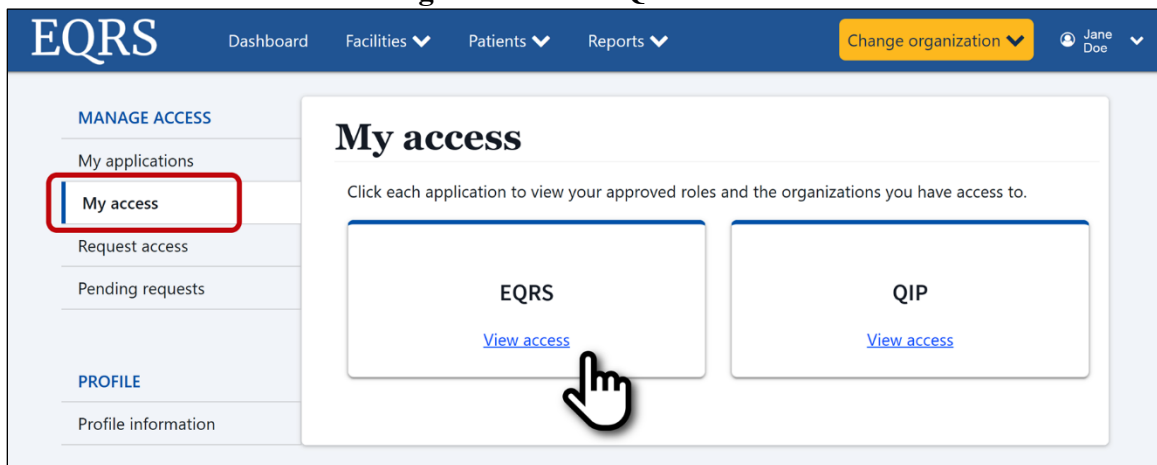 EQRS
Dashboard
Facilities
Patients
Reports
Change organization
Jane
Doe
MANAGE ACCESS
My applications
My access
Request access
Pending requests
PROFILE
Profile information
My access
Click each application to view your approved roles and the organizations you have access to.
EQRS
View access
QIP
View access